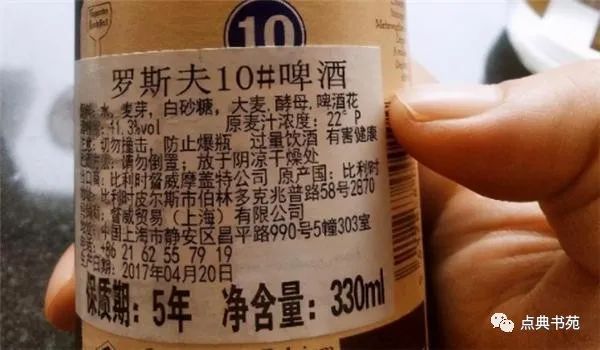 10
罗斯夫10#啤酒
水,麦芽,白砂糖,大麦,酵母,啤酒花
11.3%vol 原麦汁浓度:22°P
切勿撞击,防止爆瓶 过量饮酒 有害健康
请勿倒置;放于阴凉干燥处
比利时督威摩盖特公司 原产国:比利时
比利时皮尔斯市伯林多克兆普路58号2870
督威贸易(上海)有限公司
中国上海市静安区昌平路990号5幢303室
+86 21 62 55 79 19
生产日期:2017年04月20日
保质期:5年 净含量:330ml
点典书苑